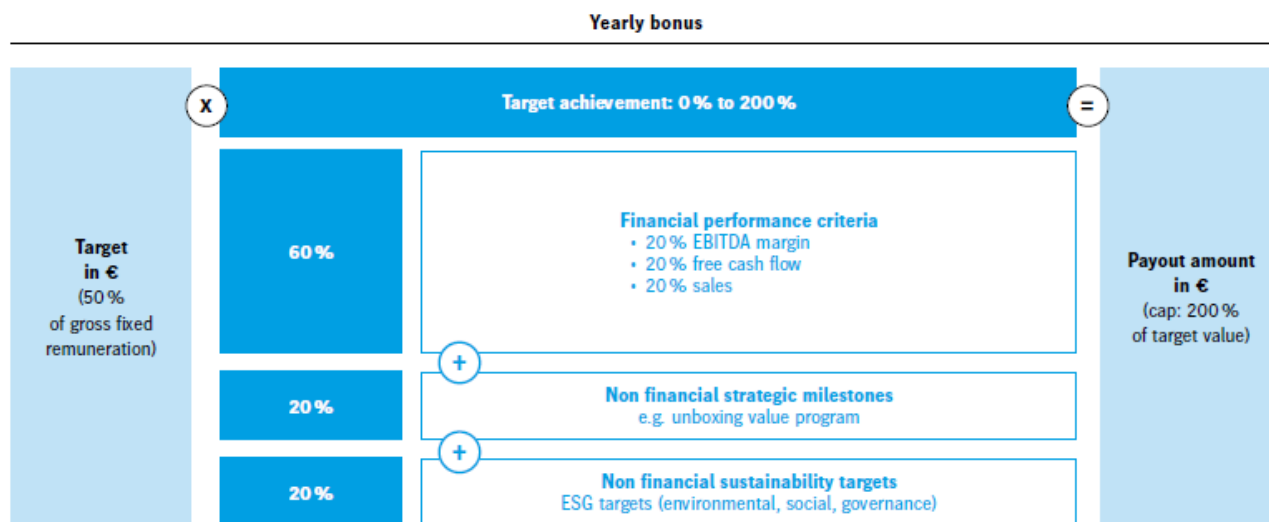 Yearly bonus
Target achievement: 0 % to 200 %
x
=
Target
in €
(50 %
of gross fixed
remuneration)
60 %
Financial performance criteria
• 20 % EBITDA margin
• 20 % free cash flow
• 20 % sales
Payout amount
in €
(cap: 200 %
of target value)
+
20 %
Non financial strategic milestones
e.g. unboxing value program
+
20 %
Non financial sustainability targets
ESG targets (environmental, social, governance)